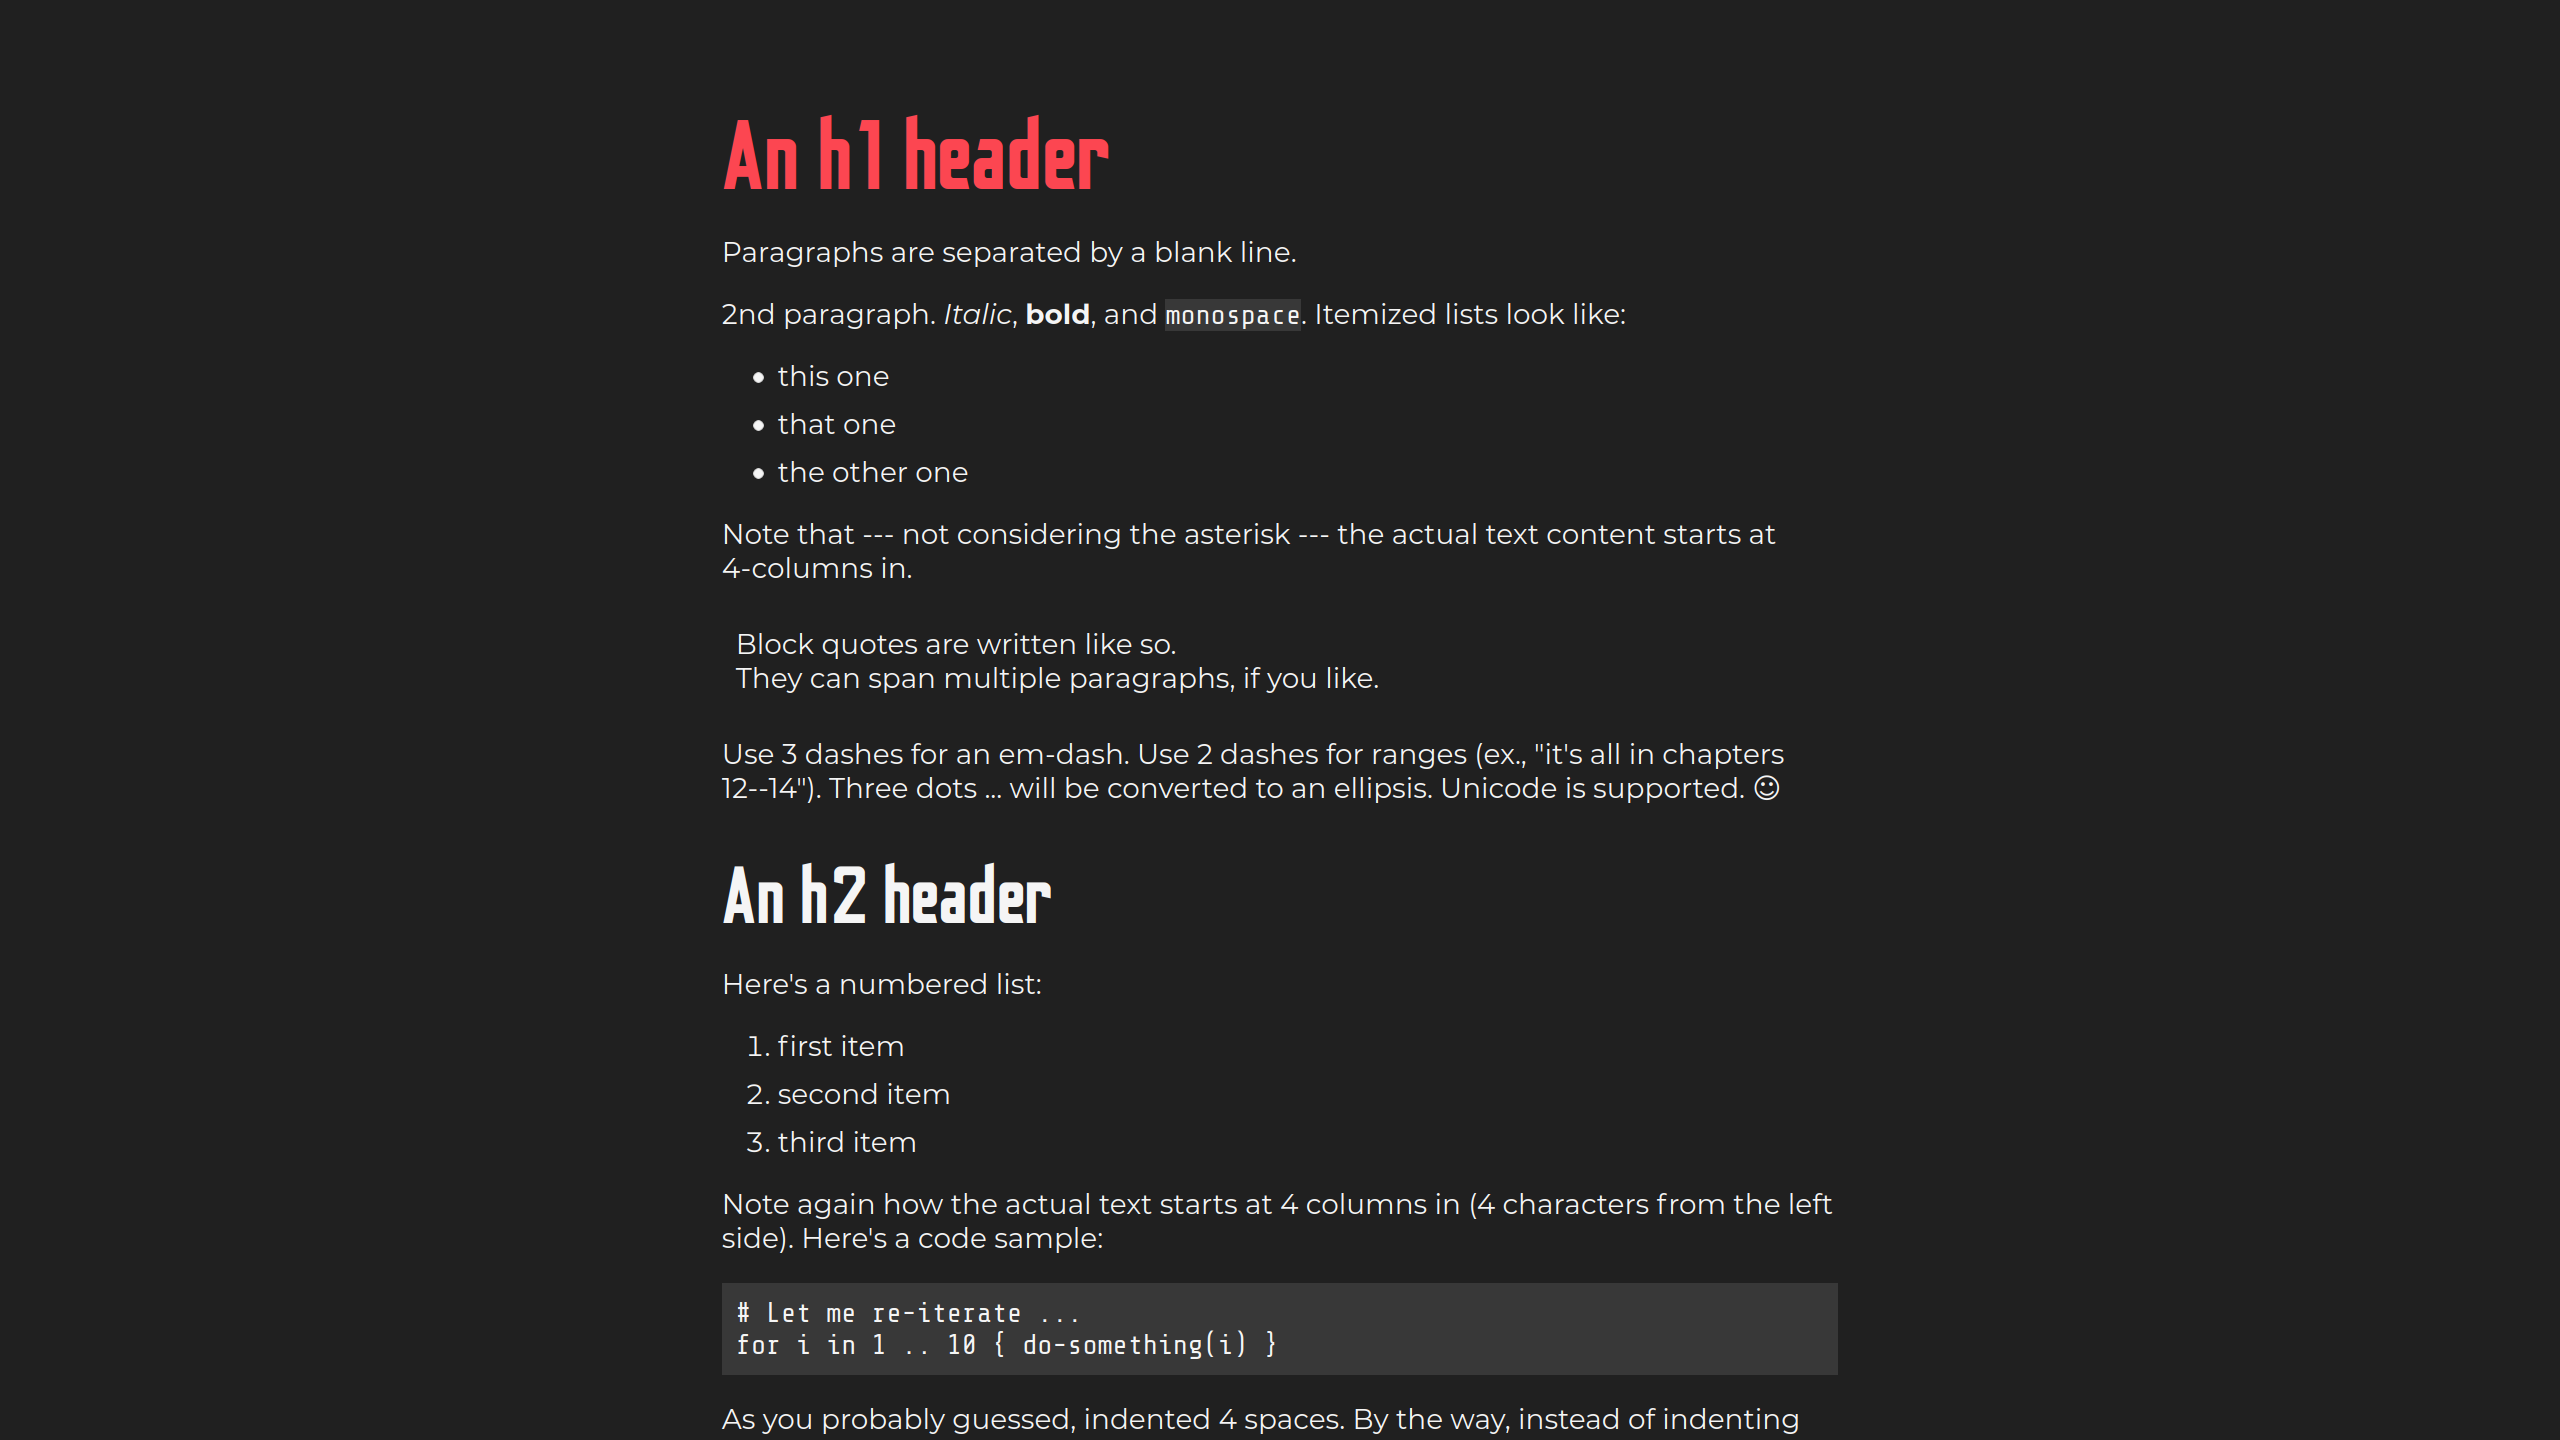 An h1 header
Paragraphs are separated by a blank line.
2nd paragraph. Italic, bold, and monospace. Itemized lists look like:
• this one
• that one
• the other one
Note that --- not considering the asterisk --- the actual text content starts at
4-columns in.
Block quotes are written like so.
They can span multiple paragraphs, if you like.
Use 3 dashes for an em-dash. Use 2 dashes for ranges (ex., "it's all in chapters
12--14"). Three dots ... will be converted to an ellipsis. Unicode is supported. ☺
An h2 header
Here's a numbered list:
1. first item
2. second item
3. third item
Note again how the actual text starts at 4 columns in (4 characters from the left
side). Here's a code sample:
# Let me re-iterate ...
for i in 1 .. 10 { do-something(i) }
As you probably guessed, indented 4 spaces. By the way, instead of indenting